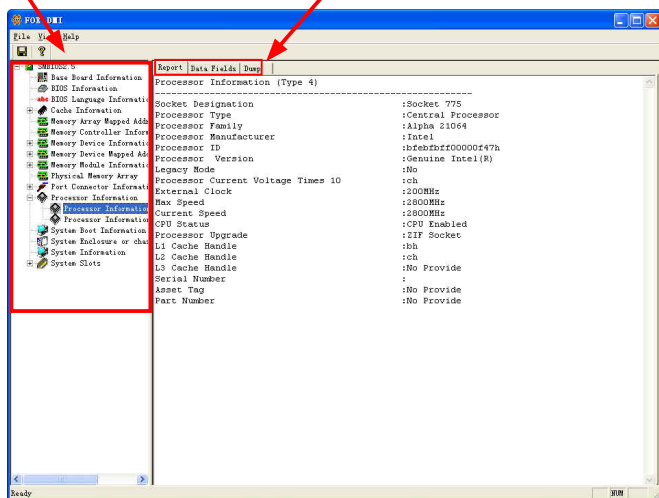 FOX DMI
File View Help
SMBIOS2.5
Base Board Information
BIOS Information
BIOS Language Informatio
Cache Information
Memory Array Mapped Add
Memory Controller Inform
Memory Device Informatio
Memory Device Mapped Add
Memory Module Informatio
Physical Memory Array
Port Connector Informati
Processor Information
Processor Information
Processor Information
System Boot Information
System Enclosure or chas
System Information
System Slots
Report Data Fields Dump
Processor Information (Type 4)
Socket Designation :Socket 775
Processor Type :Central Processor
Processor Family :Alpha 21064
Processor Manufacturer :Intel
Processor ID :bfebfbff00000f47h
Processor Version :Genuine Intel(R)
Legacy Mode :No
Processor Current Voltage Times 10 :ch
External Clock :200MHz
Max Speed :2800MHz
Current Speed :2800MHz
CPU Status :CPU Enabled
Processor Upgrade :ZIF Socket
L1 Cache Handle :bh
L2 Cache Handle :ch
L3 Cache Handle :No Provide
Serial Number :
Asset Tag :No Provide
Part Number :No Provide
Ready NUM